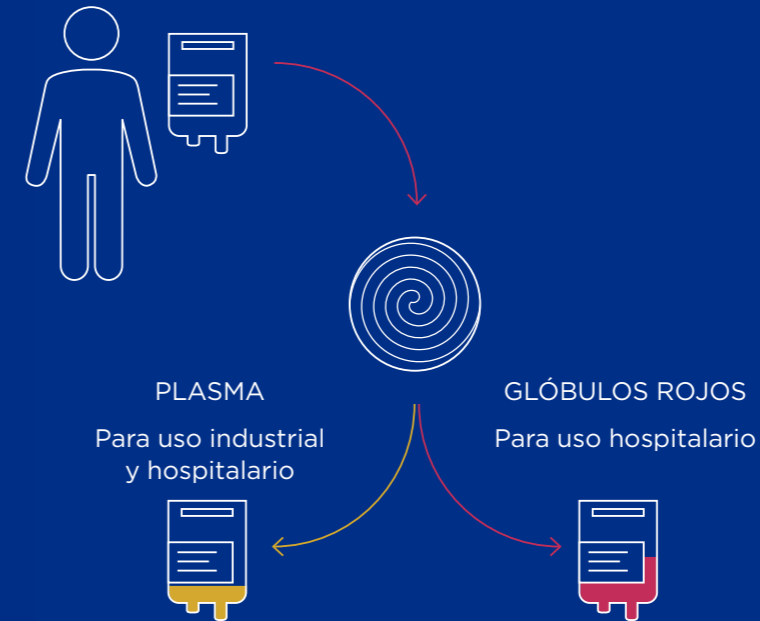 PLASMA
Para uso industrial
y hospitalario
GLÓBULOS ROJOS
Para uso hospitalario